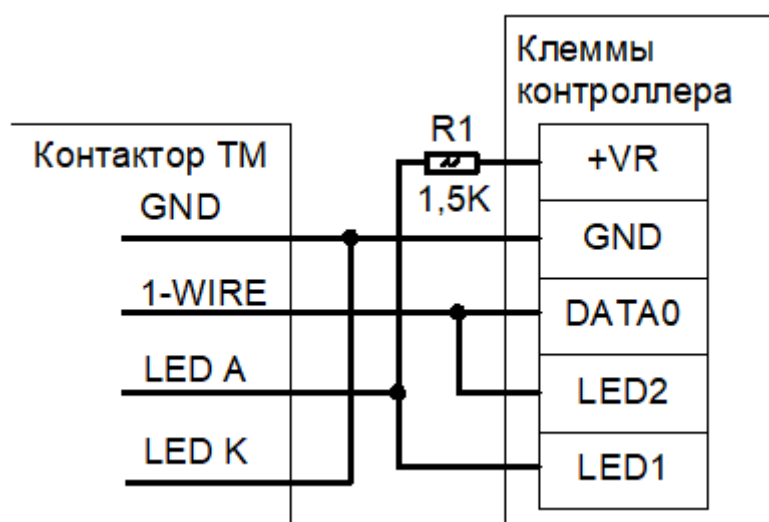 Клеммы
контроллера
R1
Контактор ТМ
+VR
1,5K
GND
GND
1-WIRE
DATA0
LED A
LED2
LED K
LED1